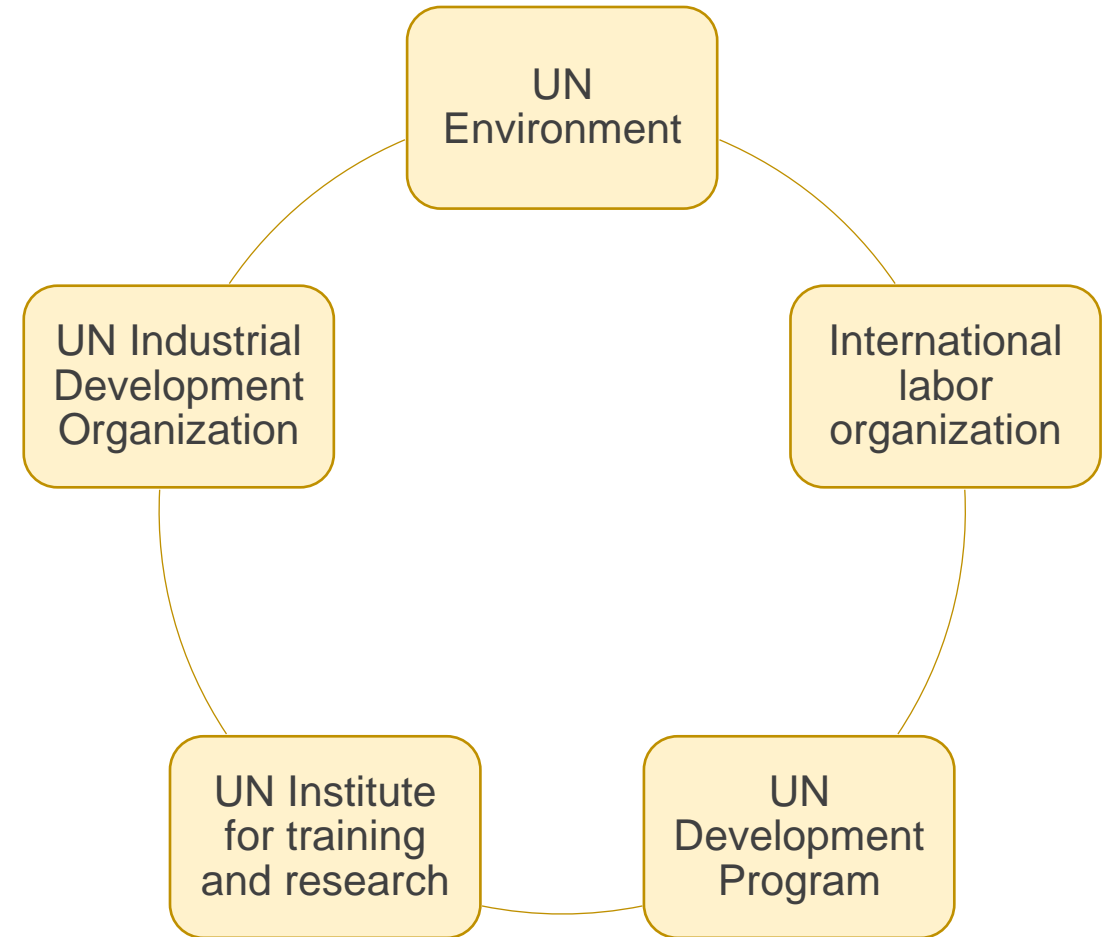 UN
Environment
International
labor
organization
UN
Development
Program
UN Institute
for training
and research
UN Industrial
Development
Organization